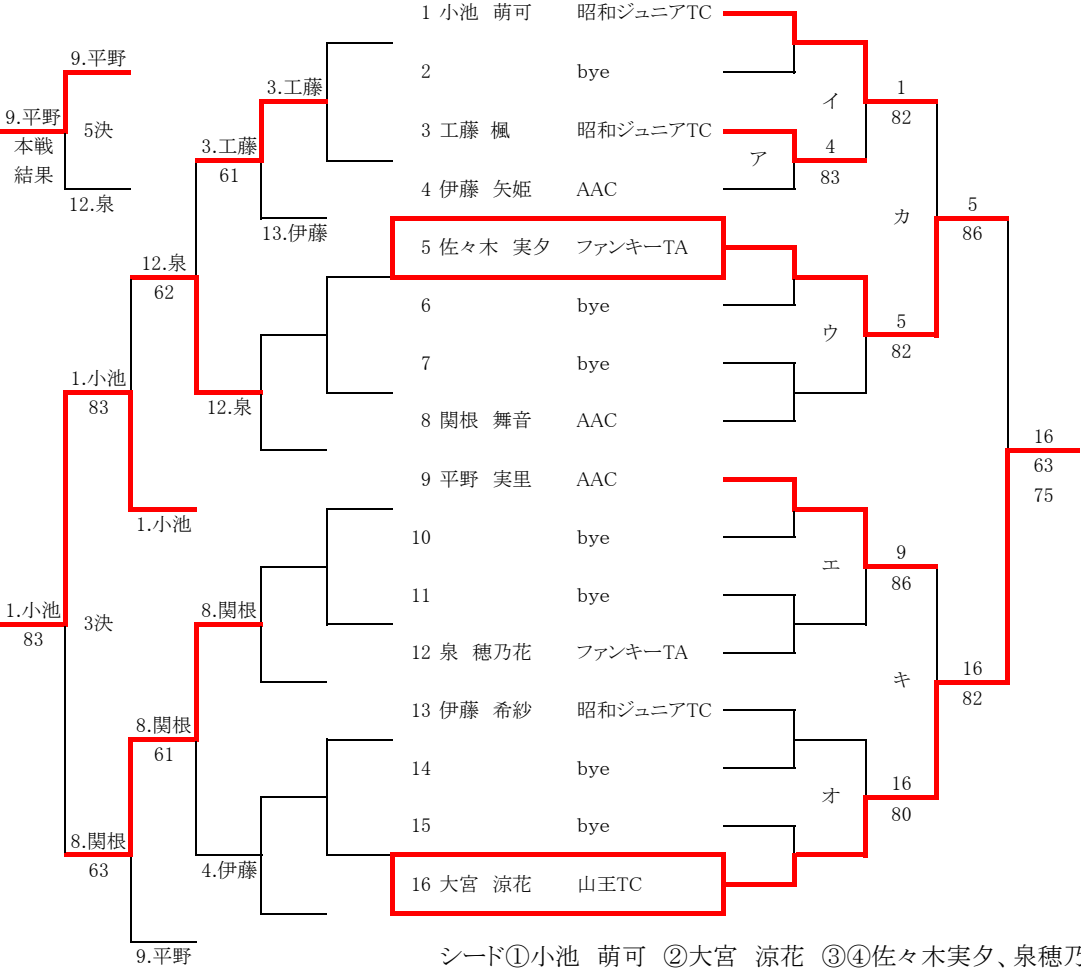 1 小池 萌可 昭和ジュニアTC
2 bye
3 工藤 楓 昭和ジュニアTC
4 伊藤 矢姫 AAC
5 佐々木 実夕 ファンキーTA
6 bye
7 bye
8 関根 舞音 AAC
9 平野 実里 AAC
10 bye
11 bye
12 泉 穂乃花 ファンキーTA
13 伊藤 希紗 昭和ジュニアTC
14 bye
15 bye
16 大宮 涼花 山王TC
9.平野
9.平野
5決
本戦
結果
12.泉
3.工藤
3.工藤
61
13.伊藤
12.泉
62
12.泉
1.小池
83
1.小池
1.小池
83
3決
8.関根
8.関根
61
8.関根
63
4.伊藤
9.平野
ア
4
83
イ
1
82
ウ
5
82
カ
5
86
エ
9
86
オ
16
80
キ
16
82
16
63
75
シード①小池 萌可 ②大宮 涼花 ③④佐々木実夕、泉穂乃